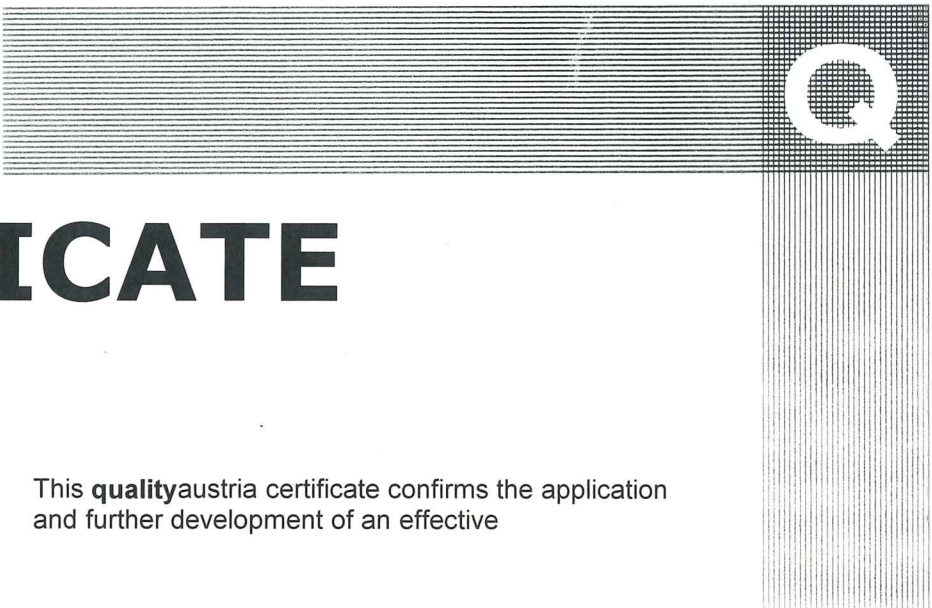 Q
ICATE
This qualityaustria certificate confirms the application
and further development of an effective